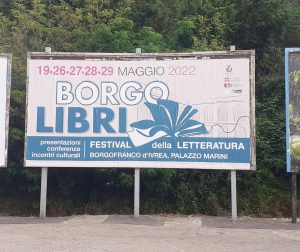 19-26-27-28-29 MAGGIO 2022
BORGO
LIBRI
presentazioni
conferenze
incontri culturali
FESTIVAL della LETTERATURA
BORGOFRANCO d'IVREA, PALAZZO MARINI